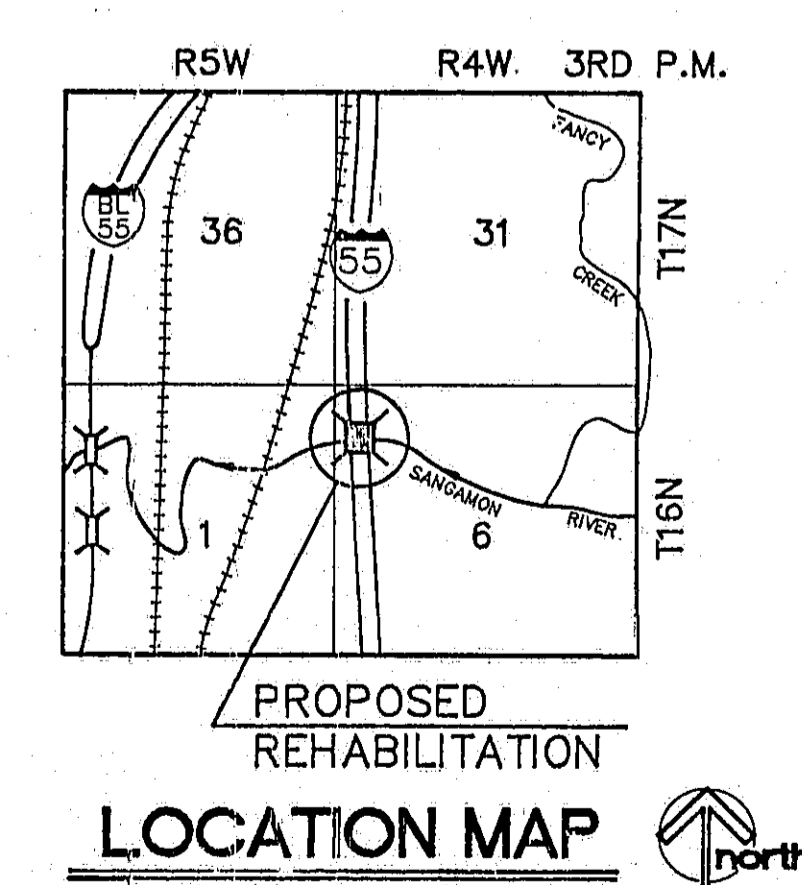 R5W R4W. 3RD P.M.
FANCY
BL
55
36
31
55
T17N
CREEK
SANGAMON
RIVER.
1
6
T16N
PROPOSED
REHABILITATION
LOCATION MAP
north